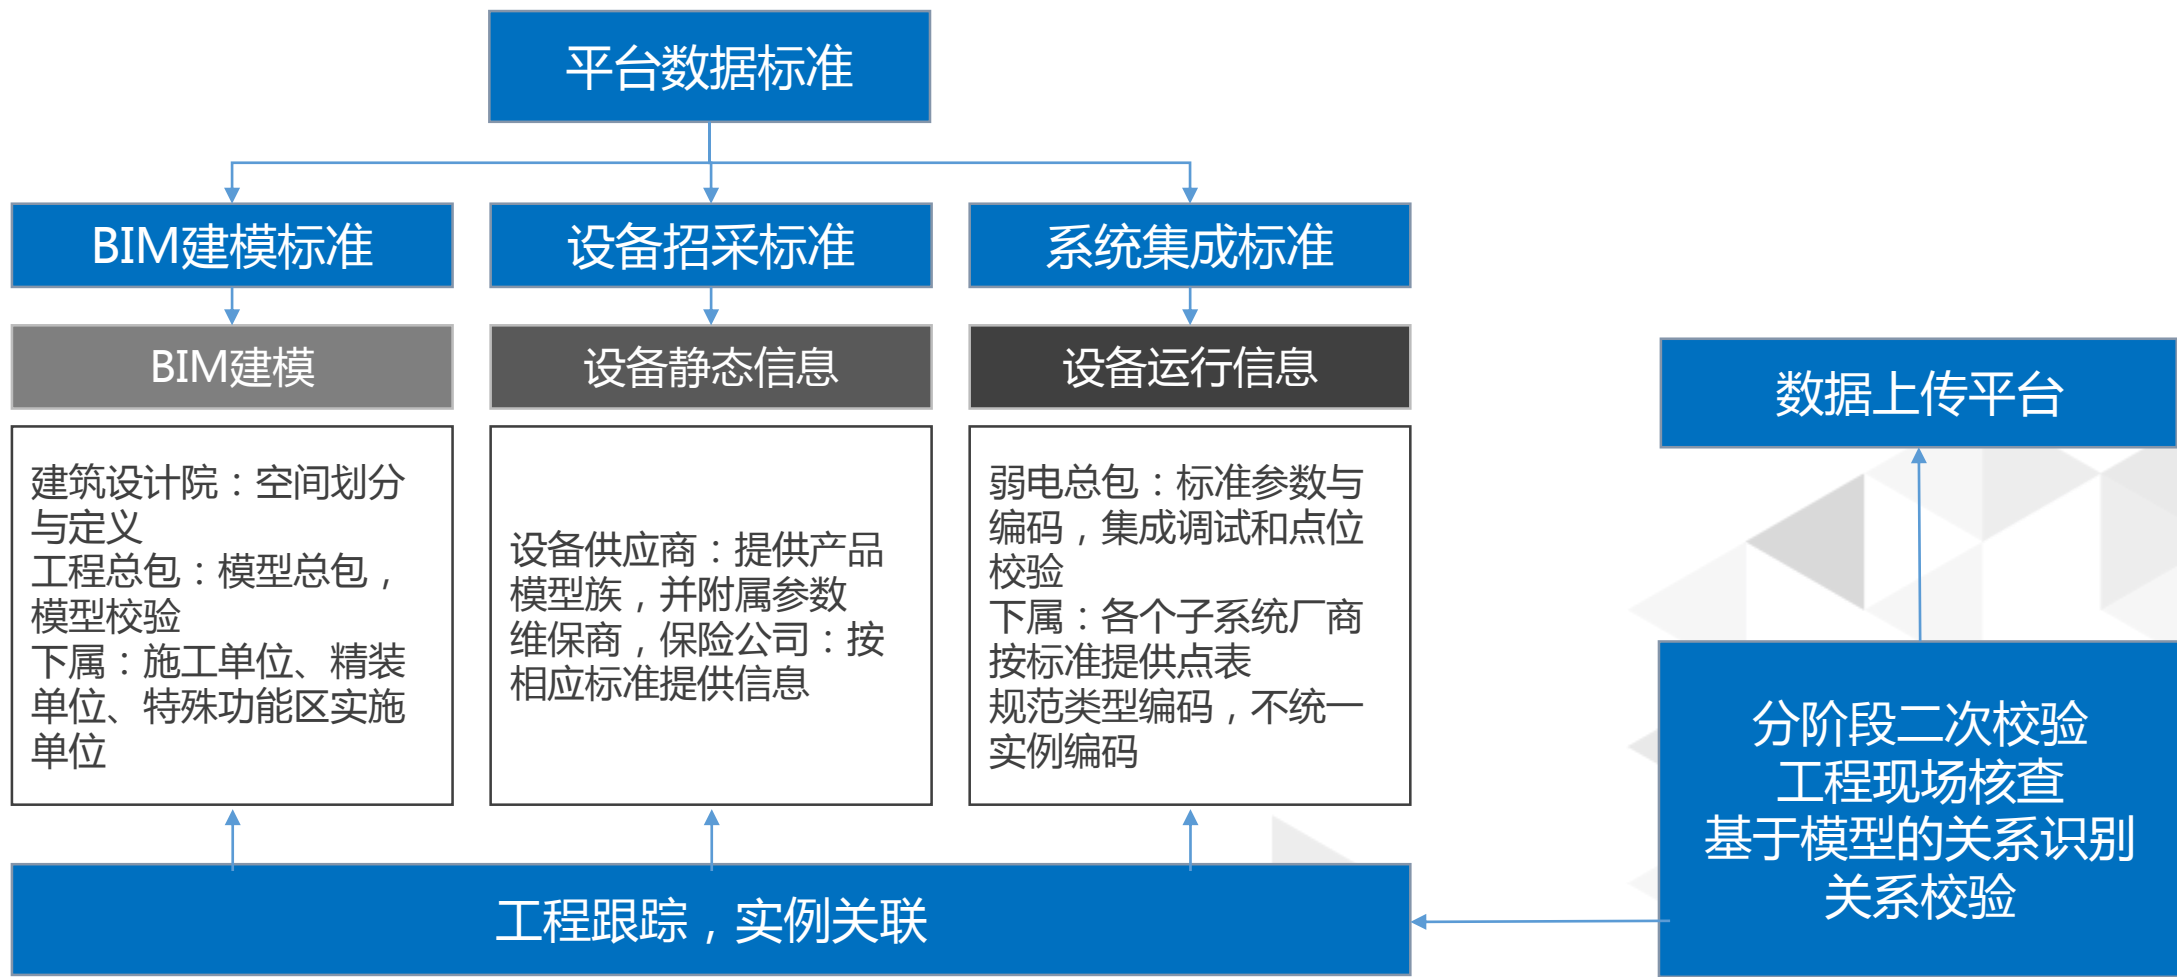 平台数据标准
BIM建模标准
设备招采标准
系统集成标准
BIM建模
设备静态信息
设备运行信息
建筑设计院：空间划分
与定义
工程总包：模型总包，
模型校验
下属：施工单位、精装
单位、特殊功能区实施
单位
设备供应商：提供产品
模型族，并附属参数
维保商，保险公司：按
相应标准提供信息
弱电总包：标准参数与
编码，集成调试和点位
校验
下属：各个子系统厂商
按标准提供点表
规范类型编码，不统一
实例编码
工程跟踪，实例关联
数据上传平台
分阶段二次校验
工程现场核查
基于模型的关系识别
关系校验